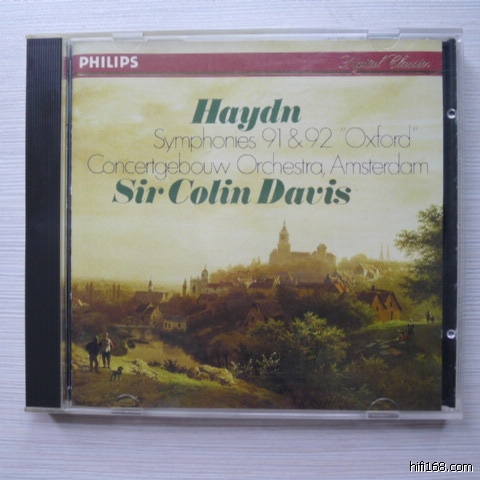 PHILIPS
Digital Classics
Haydn
Symphonies 91 & 92 "Oxford"
Concertgebouw Orchestra, Amsterdam
Sir Colin Davis
hifi168.com